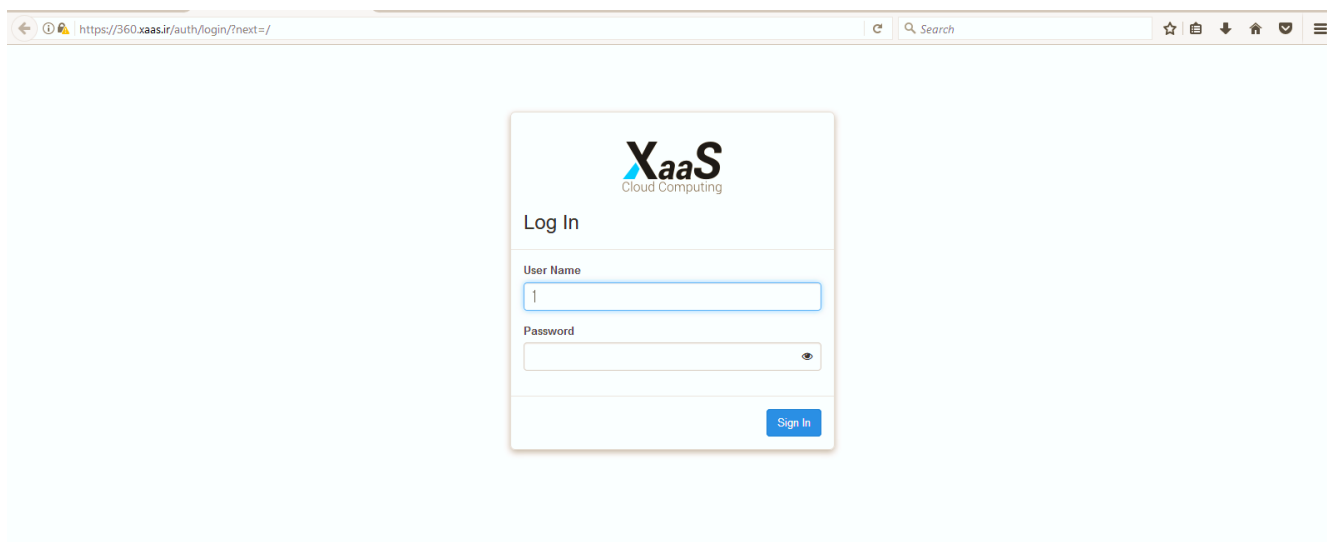 https://360.xaas.ir/auth/login/?next=/
Search
XaaS
Cloud Computing
Log In
User Name
1
Password
Sign In